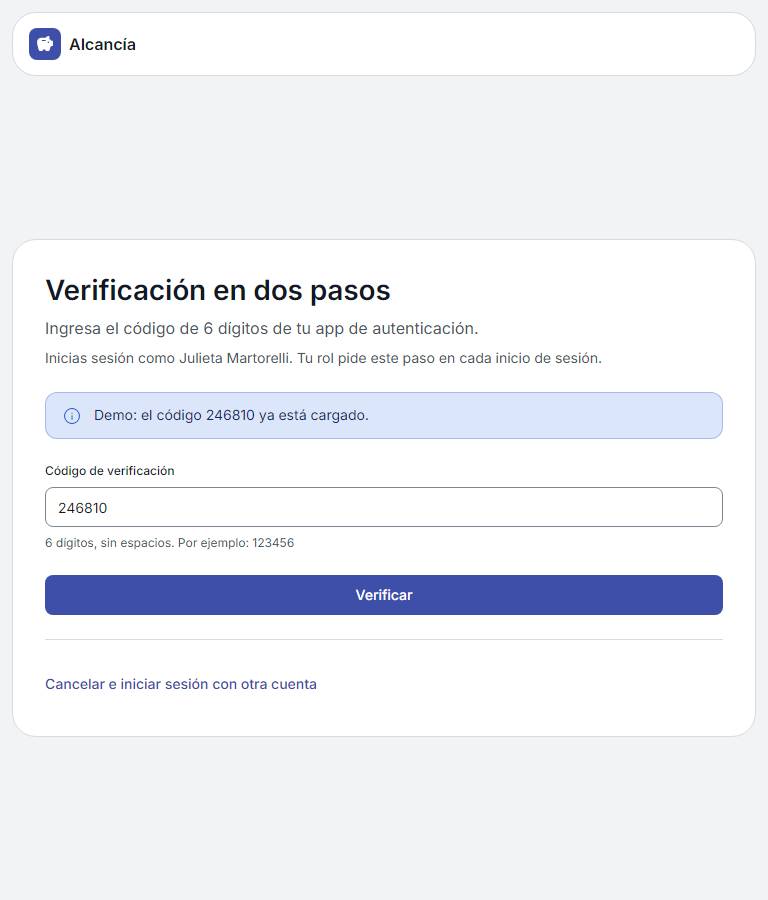 Alcancía
Verificación en dos pasos
Ingresa el código de 6 dígitos de tu app de autenticación.
Inicias sesión como Julieta Martorelli. Tu rol pide este paso en cada inicio de sesión.
Demo: el código 246810 ya está cargado.
Código de verificación
246810
6 dígitos, sin espacios. Por ejemplo: 123456
Verificar
Cancelar e iniciar sesión con otra cuenta